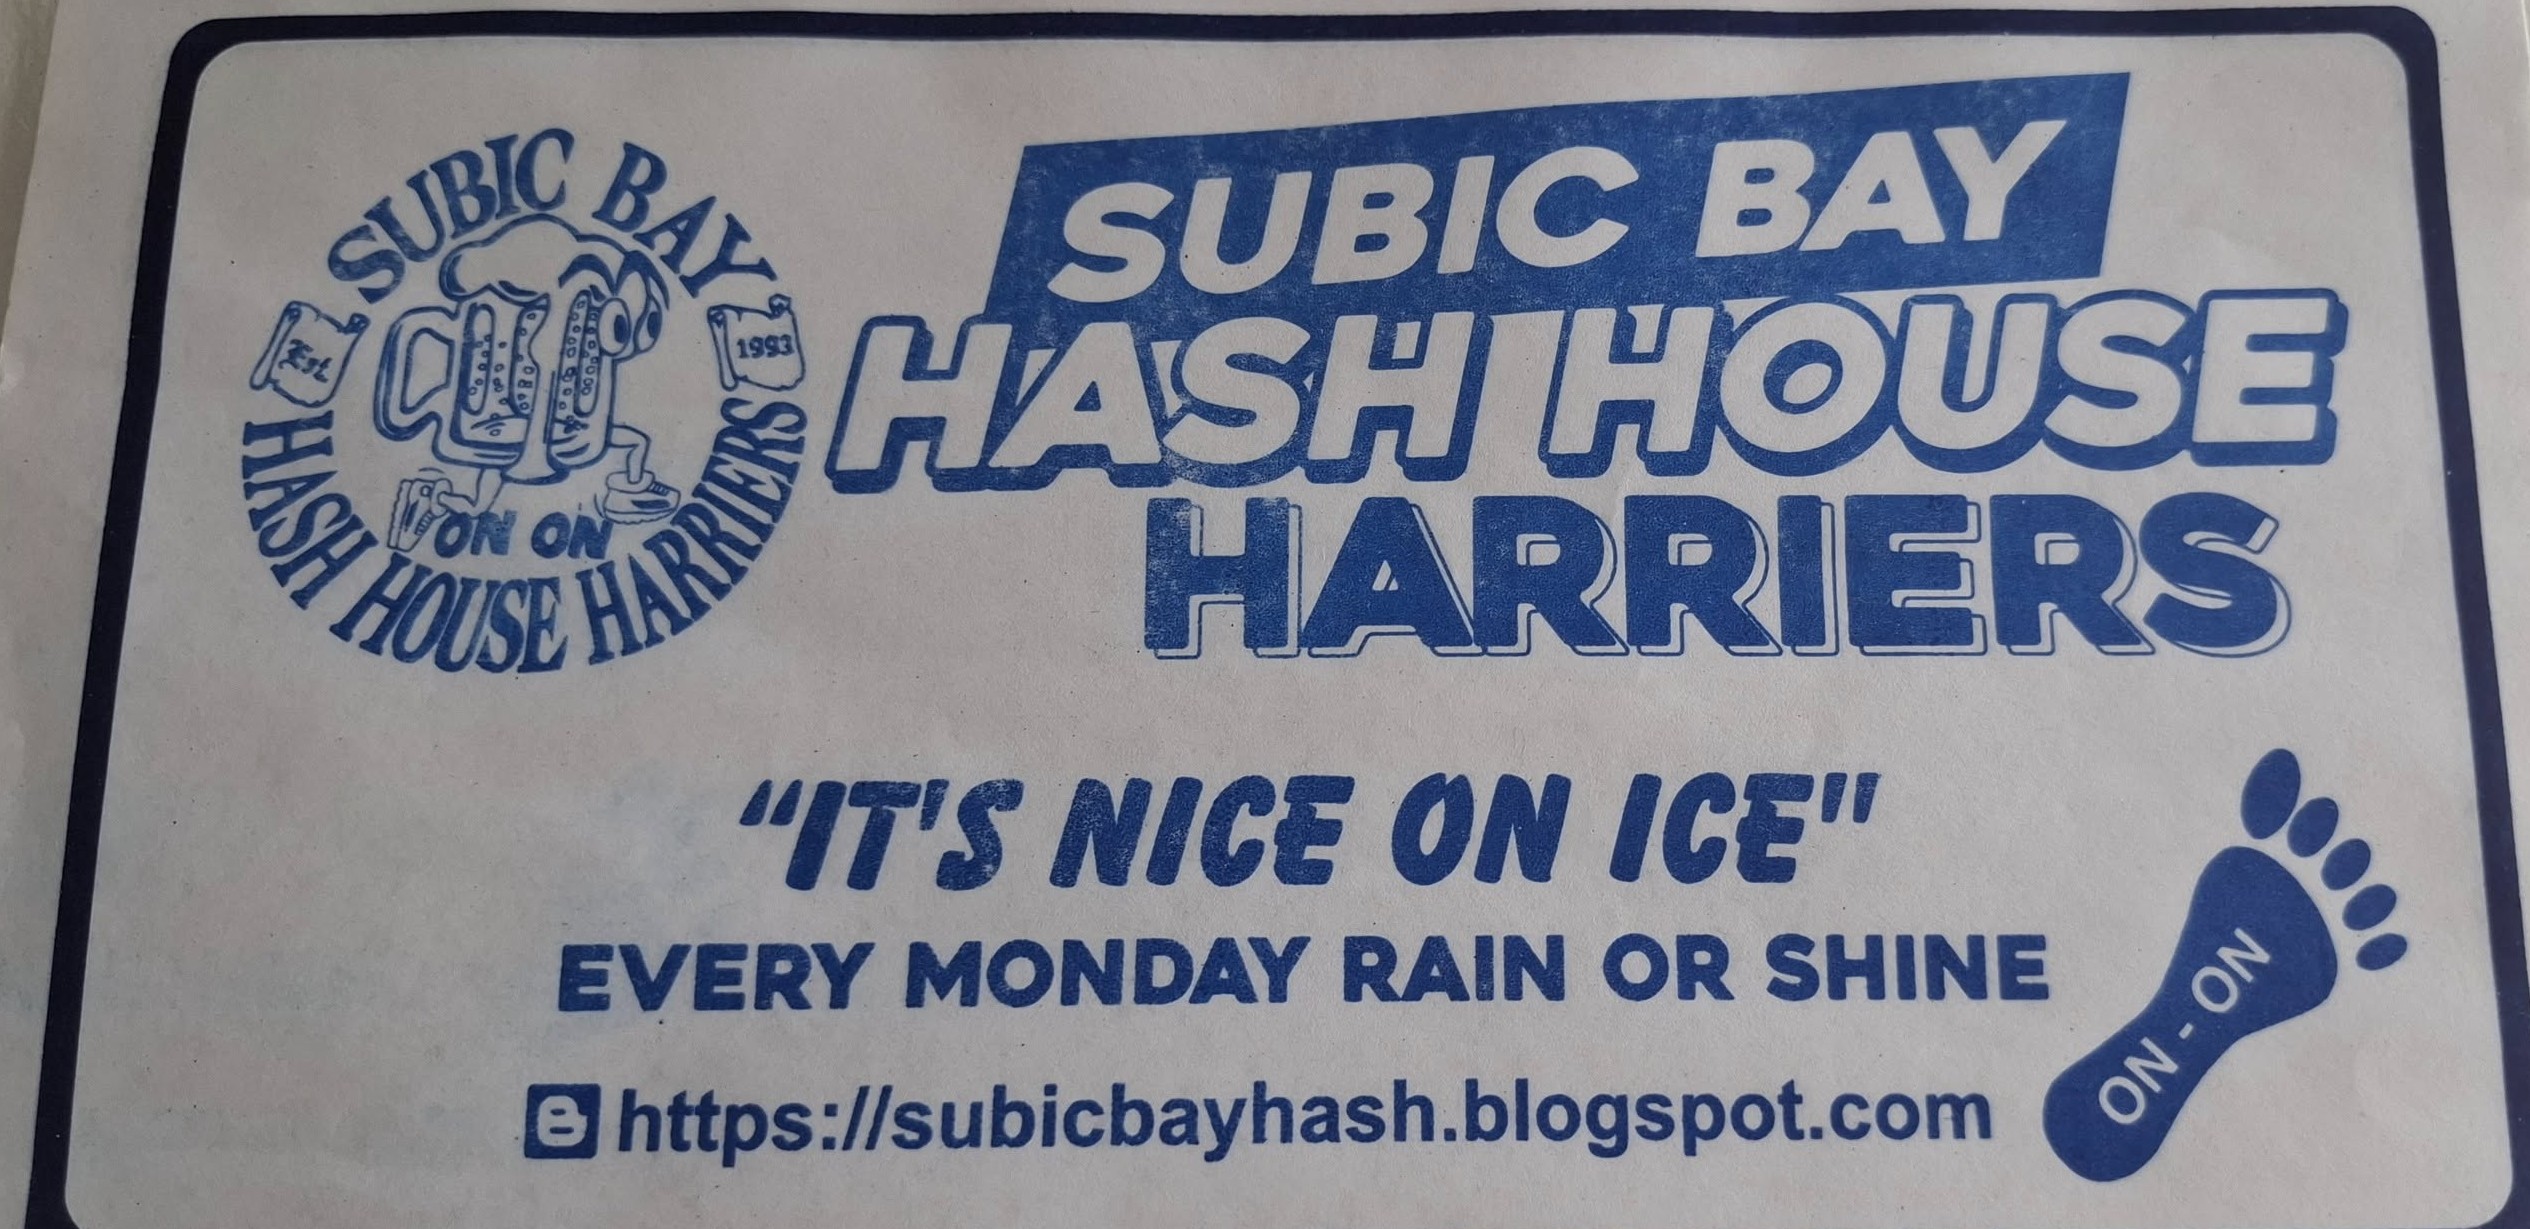 SUBIC BAY
Est.
1993
ON ON
HASH HOUSE HARRIERS
SUBIC BAY
HASH HOUSE
HARRIERS
“IT'S NICE ON ICE"
EVERY MONDAY RAIN OR SHINE
https://subicbayhash.blogspot.com
ON - ON